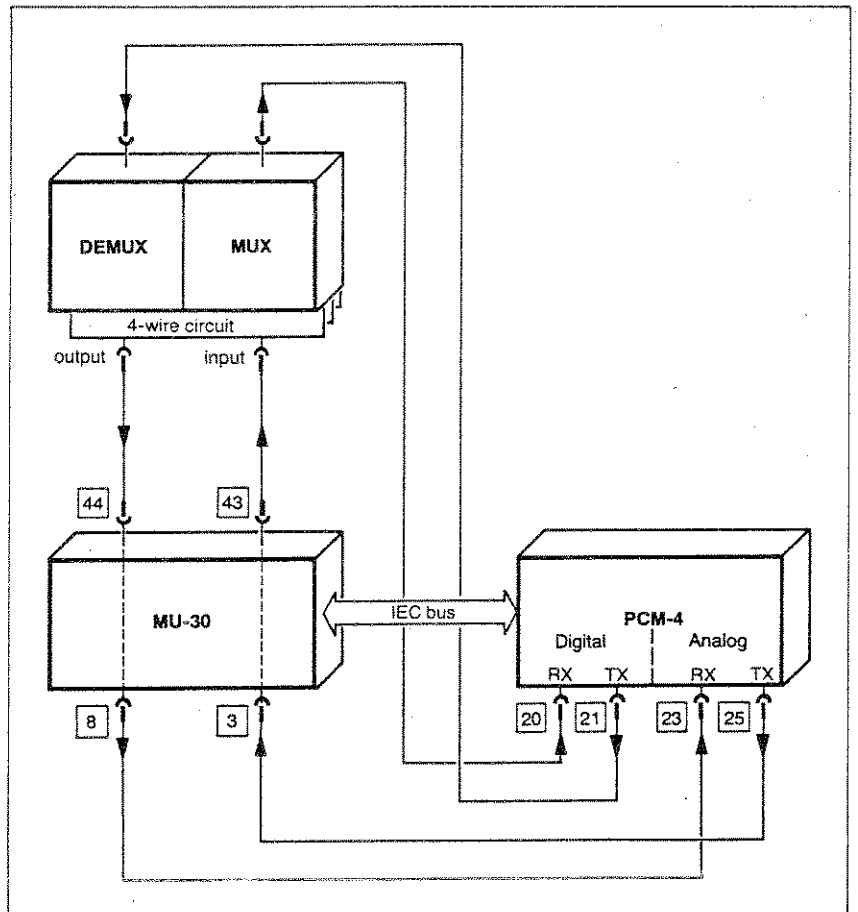 DEMUX MUX
4-wire circuit
output input
44 43
MU-30
IEC bus
PCM-4
Digital Analog
RX TX RX TX
8 3 20 21 23 25